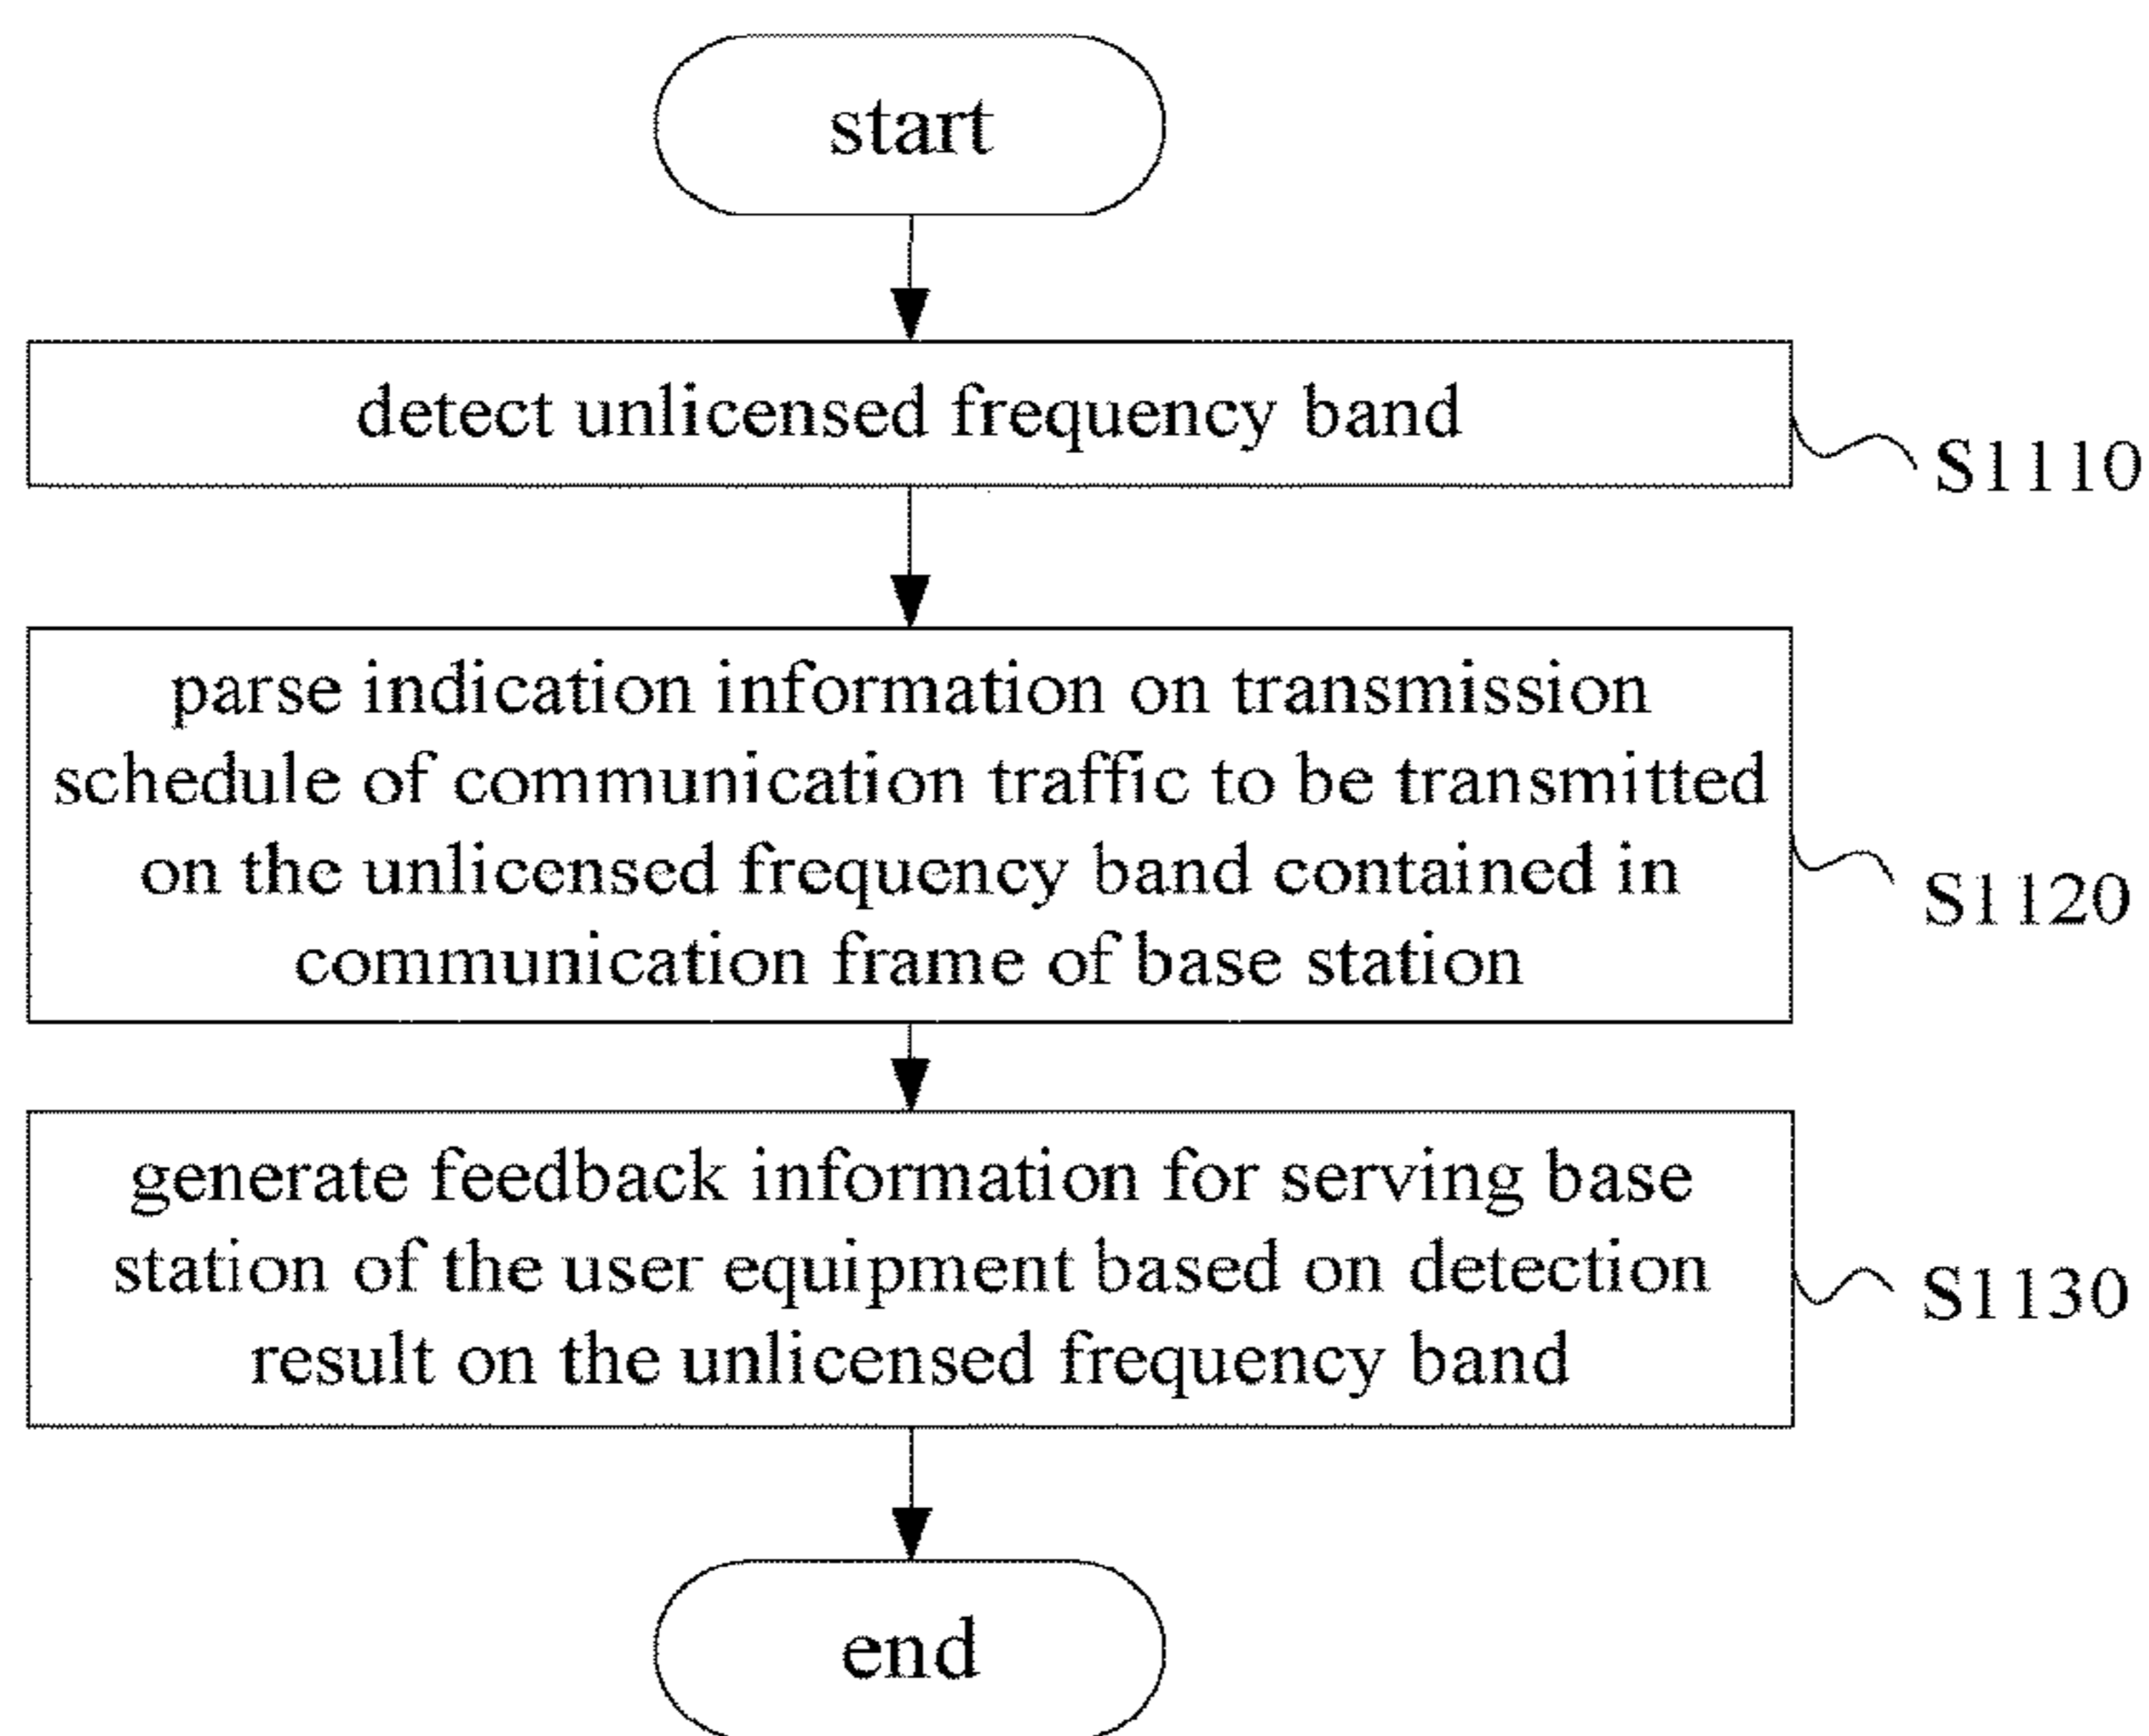 start
detect unlicensed frequency band
S1110
parse indication information on transmission
schedule of communication traffic to be transmitted
on the unlicensed frequency band contained in
communication frame of base station
S1120
generate feedback information for serving base
station of the user equipment based on detection
result on the unlicensed frequency band
S1130
end